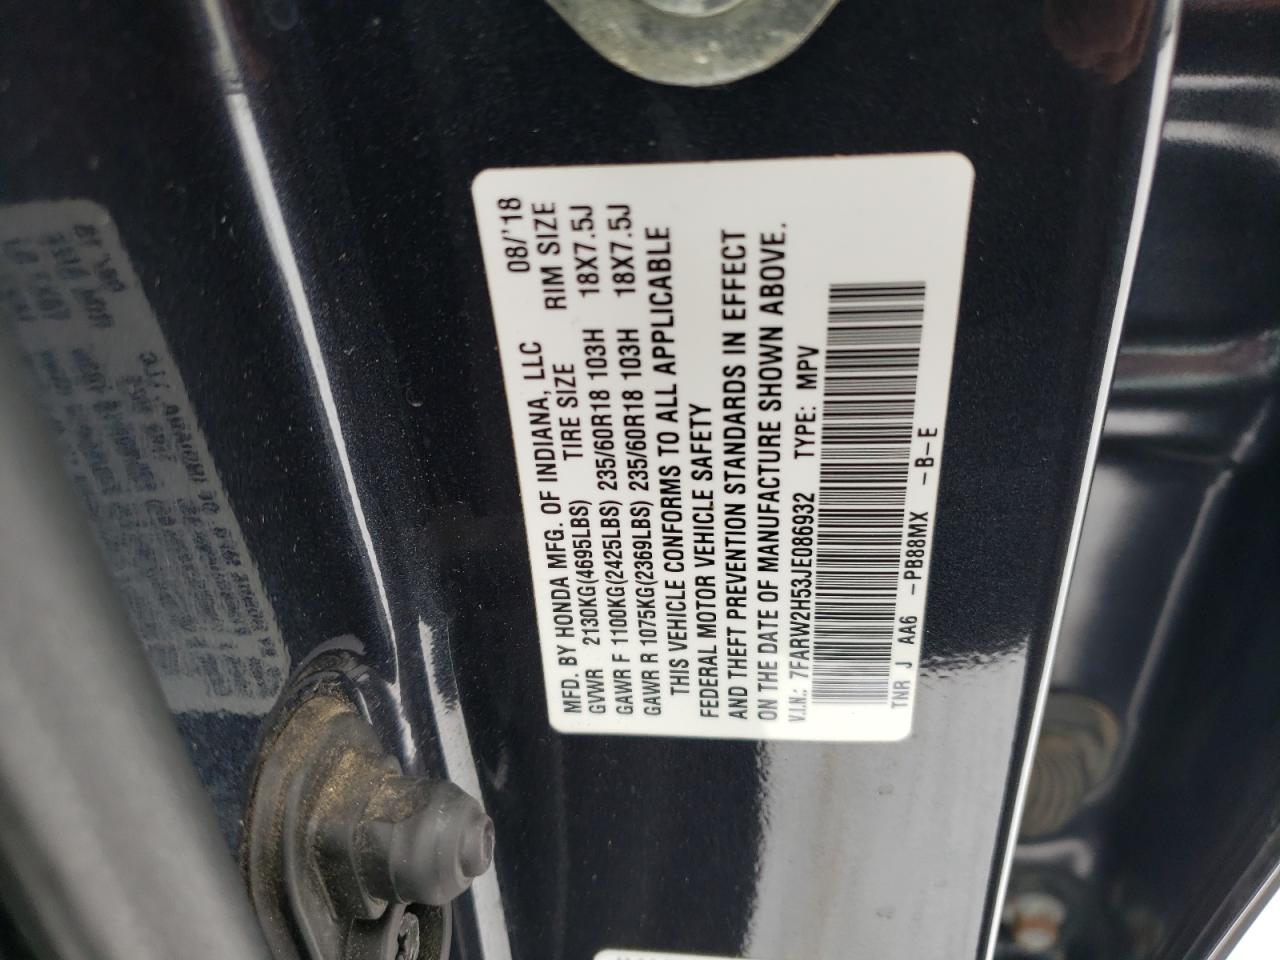 MFD. BY HONDA MFG. OF INDIANA, LLC 08/'18
GVWR 2130KG(4695LBS) TIRE SIZE RIM SIZE
GAWR F 1100KG(2425LBS) 235/60R18 103H 18X7.5J
GAWR R 1075KG(2369LBS) 235/60R18 103H 18X7.5J
THIS VEHICLE CONFORMS TO ALL APPLICABLE
FEDERAL MOTOR VEHICLE SAFETY
AND THEFT PREVENTION STANDARDS IN EFFECT
ON THE DATE OF MANUFACTURE SHOWN ABOVE.
V.I.N.: 7FARW2H53JE086932 TYPE: MPV
TNR J AA6 -PB88MX -B-E